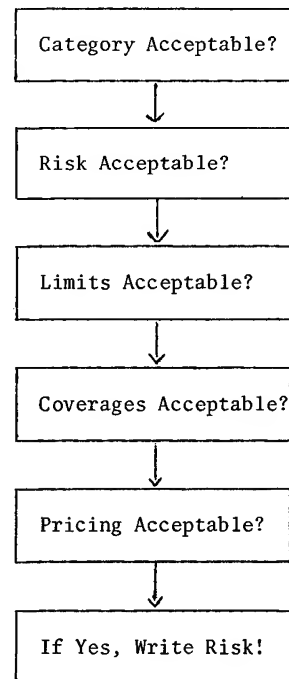 Category Acceptable?
Risk Acceptable?
Limits Acceptable?
Coverages Acceptable?
Pricing Acceptable?
If Yes, Write Risk!